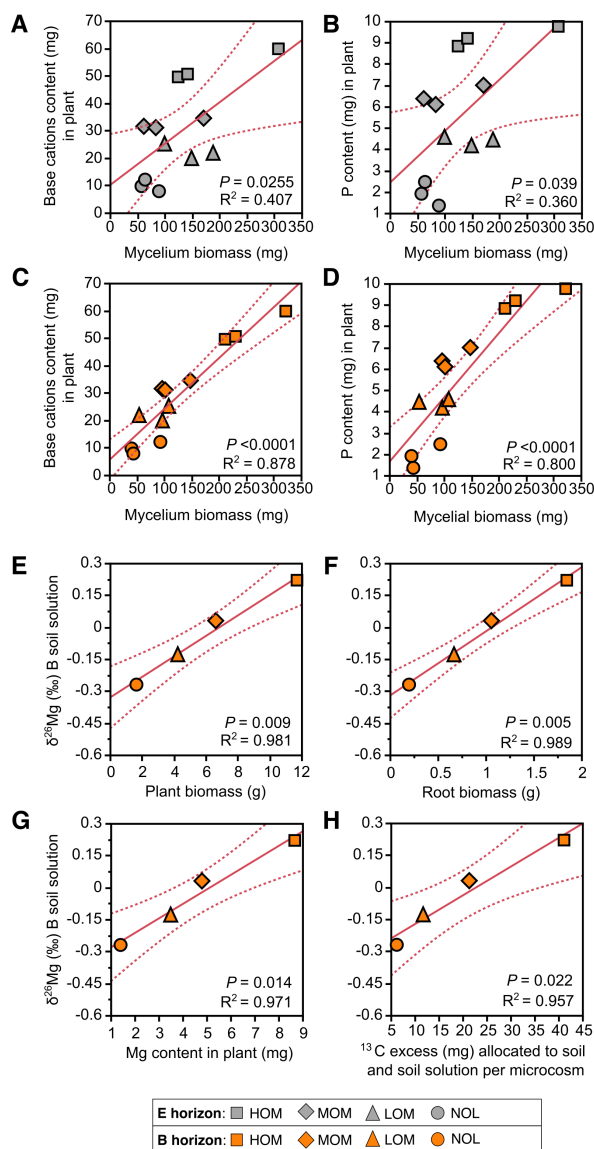 A
Base cations content (mg)
in plant
70
60
50
40
30
20
10
0
0 50 100 150 200 250 300 350
P = 0.0255
R² = 0.407
Mycelium biomass (mg)
B
P content (mg) in plant
10
9
8
7
6
5
4
3
2
1
0 50 100 150 200 250 300 350
P = 0.039
R² = 0.360
Mycelium biomass (mg)
C
Base cations content (mg)
in plant
70
60
50
40
30
20
10
0
0 50 100 150 200 250 300 350
P <0.0001
R² = 0.878
Mycelium biomass (mg)
D
P content (mg) in plant
10
9
8
7
6
5
4
3
2
1
0 50 100 150 200 250 300 350
P <0.0001
R² = 0.800
Mycelial biomass (mg)
E
δ²⁶Mg (‰) B soil solution
0.3
0.15
0
-0.15
-0.3
-0.45
-0.6
0 2 4 6 8 10 12
P = 0.009
R² = 0.981
Plant biomass (g)
F
0.3
0.15
0
-0.15
-0.3
-0.45
-0.6
0 0.5 1 1.5 2
P = 0.005
R² = 0.989
Root biomass (g)
G
δ²⁶Mg (‰) B soil solution
0.3
0.15
0
-0.15
-0.3
-0.45
-0.6
1 2 3 4 5 6 7 8 9
P = 0.014
R² = 0.971
Mg content in plant (mg)
H
0.3
0.15
0
-0.15
-0.3
-0.45
-0.6
5 10 15 20 25 30 35 40 45
P = 0.022
R² = 0.957
¹³C excess (mg) allocated to soil
and soil solution per microcosm
E horizon: HOM MOM LOM NOL
B horizon: HOM MOM LOM NOL